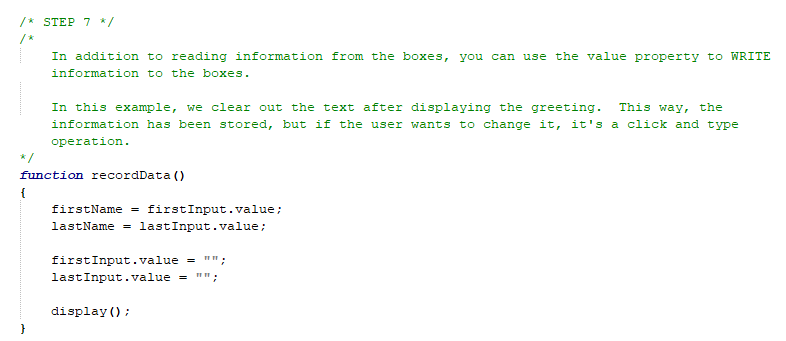 /* STEP 7 */
/*
In addition to reading information from the boxes, you can use the value property to WRITE
information to the boxes.
In this example, we clear out the text after displaying the greeting.  This way, the
information has been stored, but if the user wants to change it, it's a click and type
operation.
*/
function recordData()
{
firstName = firstInput.value;
lastName = lastInput.value;
firstInput.value = "";
lastInput.value = "";
display();
}